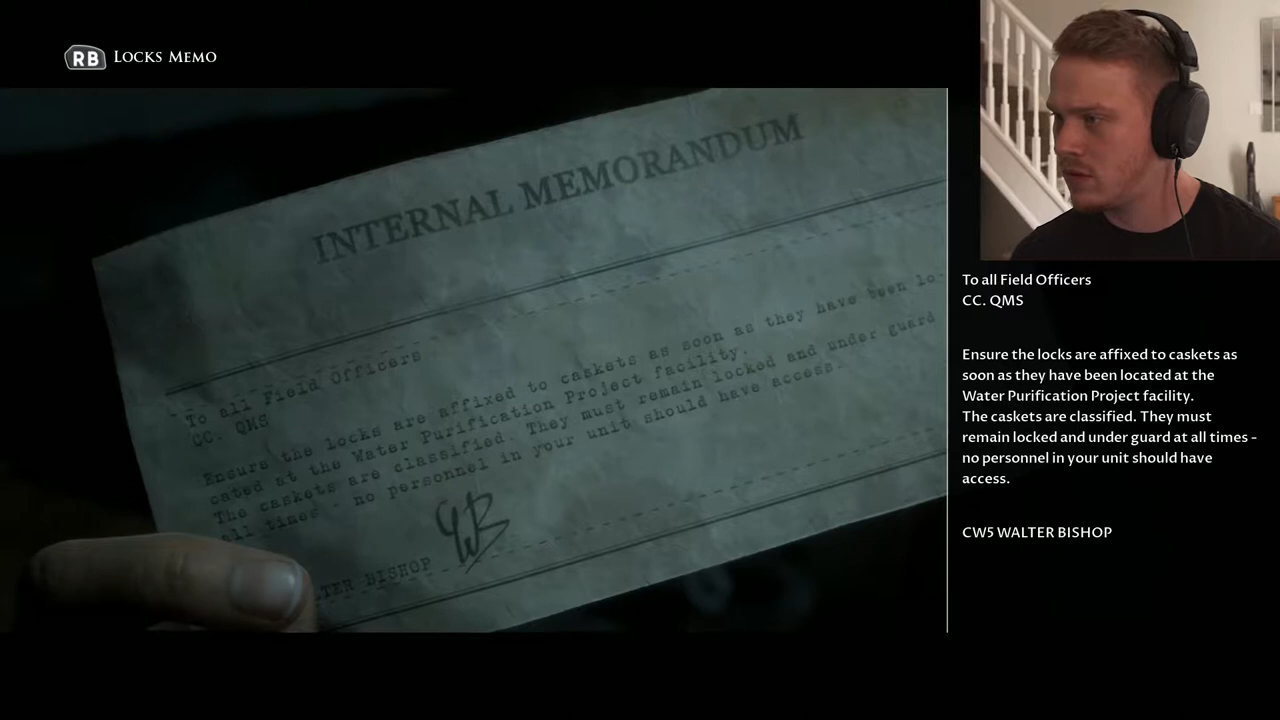 RB LOCKS MEMO
INTERNAL MEMORANDUM
To all Field Officers
CC. QMS
Ensure the locks are affixed to caskets as soon as they have been lo-
cated at the Water Purification Project facility.
The caskets are classified. They must remain locked and under guard
all times - no personnel in your unit should have access.
WALTER BISHOP
WB
To all Field Officers
CC. QMS
Ensure the locks are affixed to caskets as
soon as they have been located at the
Water Purification Project facility.
The caskets are classified. They must
remain locked and under guard at all times -
no personnel in your unit should have
access.
CW5 WALTER BISHOP